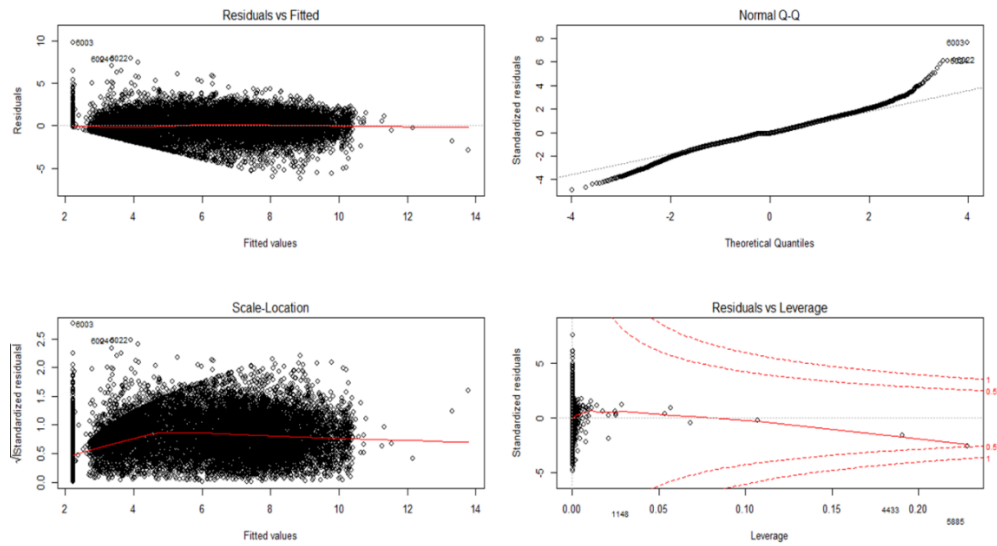 Residuals vs Fitted
Residuals
10
5
0
-5
6003
6022
2 4 6 8 10 12 14
Fitted values
Normal Q-Q
Standardized residuals
8
6
4
2
0
-2
-4
6003
-4 -2 0 2 4
Theoretical Quantiles
Scale-Location
√|Standardized residuals|
2.5
2.0
1.5
1.0
0.5
0.0
6003
6022
2 4 6 8 10 12 14
Fitted values
Residuals vs Leverage
Standardized residuals
5
0
-5
1
0.5
0.5
1
0.00 0.05 0.10 0.15 0.20
1148
4433
5885
Leverage